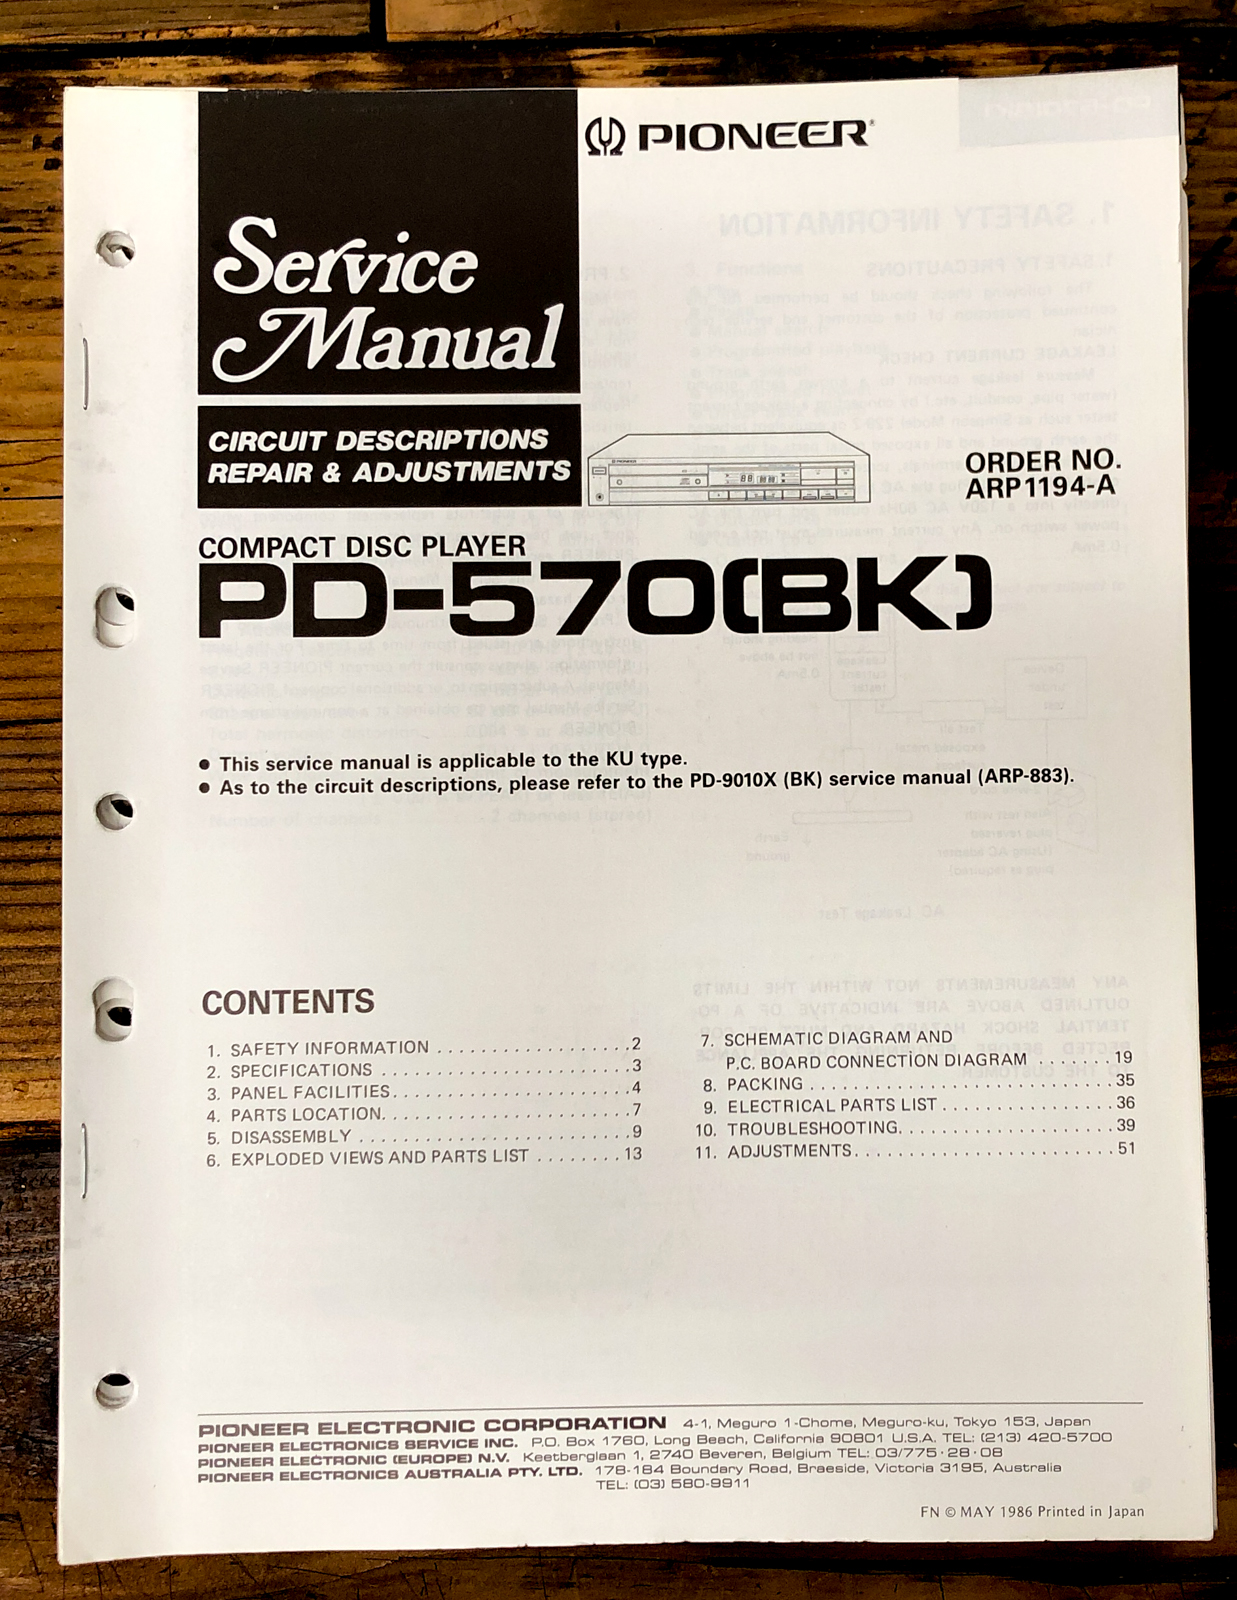 PIONEER®
Service
Manual
CIRCUIT DESCRIPTIONS
REPAIR & ADJUSTMENTS
ORDER NO.
ARP1194-A
COMPACT DISC PLAYER
PD-570(BK)
● This service manual is applicable to the KU type.
● As to the circuit descriptions, please refer to the PD-9010X (BK) service manual (ARP-883).
CONTENTS
1. SAFETY INFORMATION . . . . . . . . . . . . . . . . . . 2
2. SPECIFICATIONS . . . . . . . . . . . . . . . . . . . . . . . 3
3. PANEL FACILITIES . . . . . . . . . . . . . . . . . . . . . . 4
4. PARTS LOCATION. . . . . . . . . . . . . . . . . . . . . . . 7
5. DISASSEMBLY . . . . . . . . . . . . . . . . . . . . . . . . . 9
6. EXPLODED VIEWS AND PARTS LIST . . . . . . . . 13
7. SCHEMATIC DIAGRAM AND
P.C. BOARD CONNECTION DIAGRAM . . . . . . . 19
8. PACKING . . . . . . . . . . . . . . . . . . . . . . . . . . . . 35
9. ELECTRICAL PARTS LIST . . . . . . . . . . . . . . . . 36
10. TROUBLESHOOTING. . . . . . . . . . . . . . . . . . . . 39
11. ADJUSTMENTS. . . . . . . . . . . . . . . . . . . . . . . . 51
PIONEER ELECTRONIC CORPORATION 4-1, Meguro 1-Chome, Meguro-ku, Tokyo 153, Japan
PIONEER ELECTRONICS SERVICE INC. P.O. Box 1760, Long Beach, California 90801 U.S.A. TEL: (213) 420-5700
PIONEER ELECTRONIC (EUROPE) N.V. Keetberglaan 1, 2740 Beveren, Belgium TEL: 03/775·28·08
PIONEER ELECTRONICS AUSTRALIA PTY. LTD. 178-184 Boundary Road, Braeside, Victoria 3195, Australia
TEL: (03) 580-9911
FN © MAY 1986 Printed in Japan